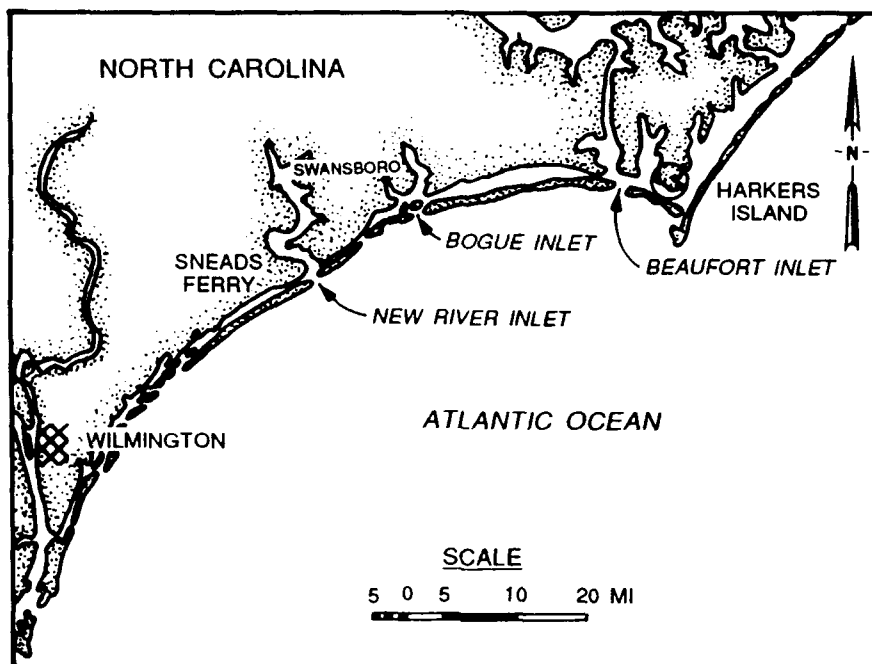 NORTH CAROLINA
N
SWANSBORO
HARKERS
ISLAND
BOGUE INLET
BEAUFORT INLET
SNEADS
FERRY
NEW RIVER INLET
ATLANTIC OCEAN
WILMINGTON
SCALE
5 0 5 10 20 MI